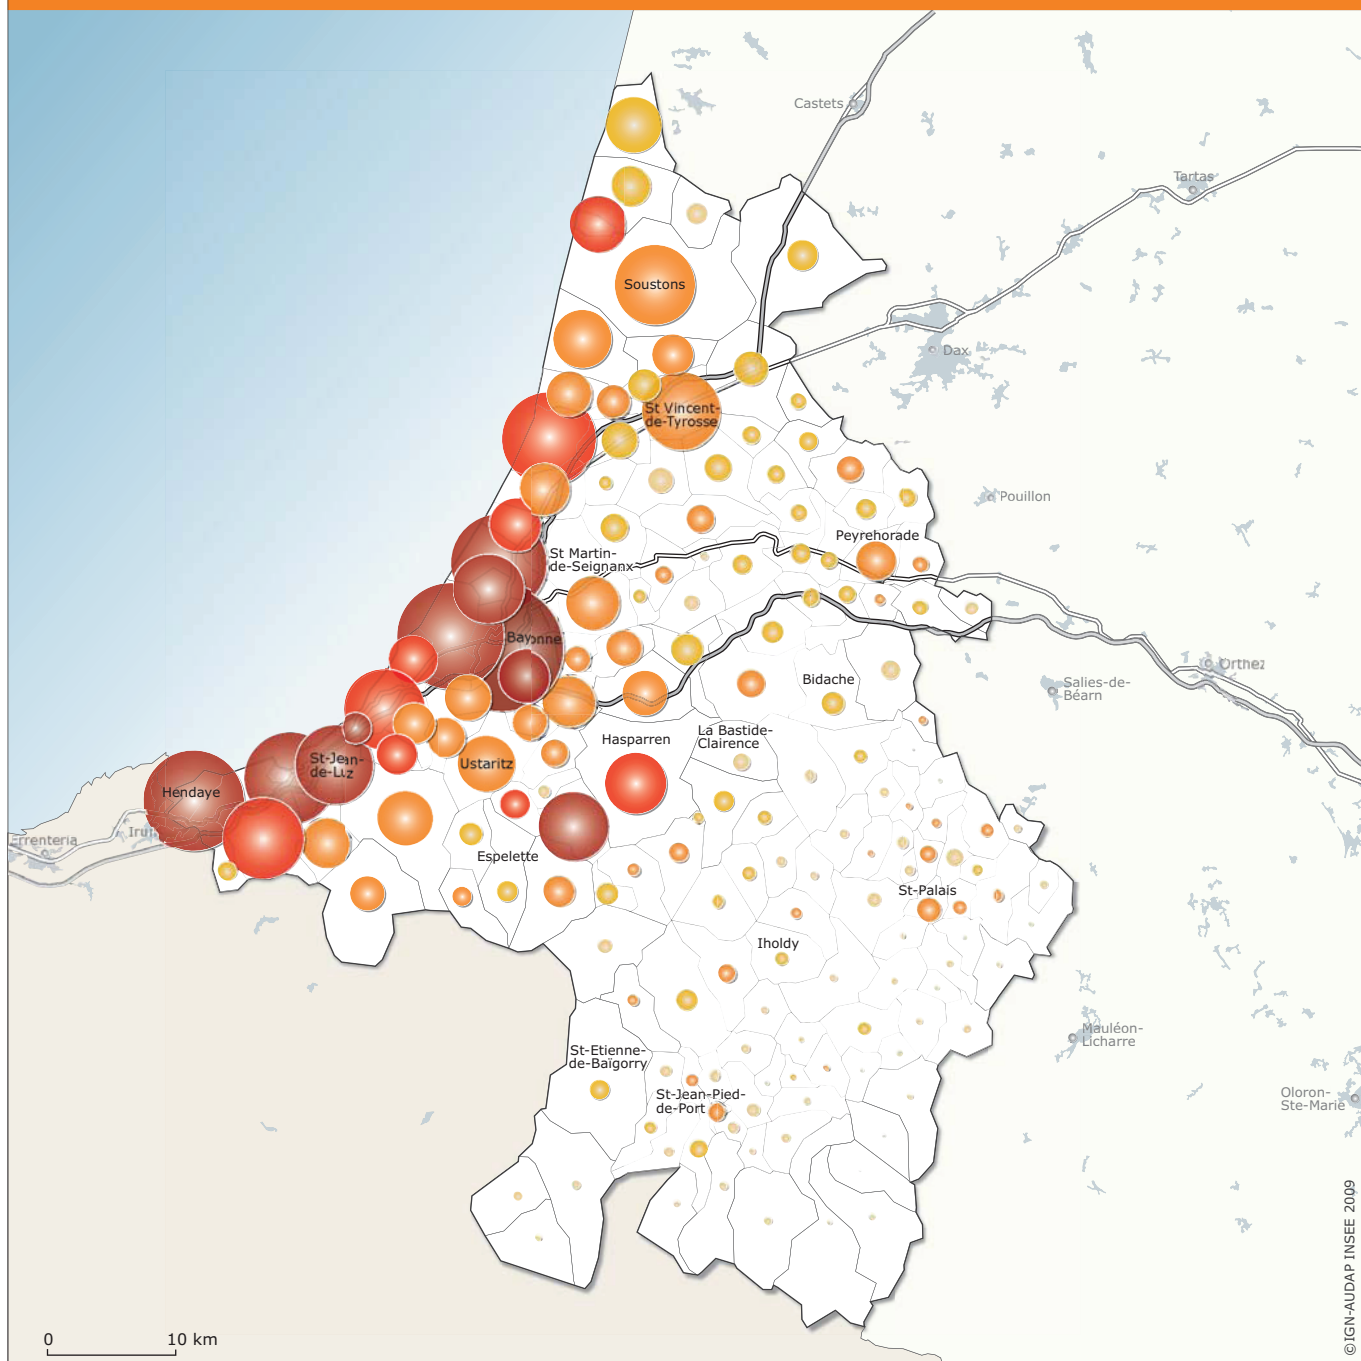 Castets
Tartas
Soustons
Dax
St Vincent-
de-Tyrosse
Pouillon
Peyrehorade
St Martin-
de-Seignanx
Bayonne
Orthez
Bidache
Salies-de-
Béarn
La Bastide-
Clairence
Hasparren
St-Jean-
de-Luz
Ustaritz
Hendaye
Irun
Errenteria
Espelette
St-Palais
Iholdy
Mauléon-
Licharre
St-Etienne-
de-Baïgorry
St-Jean-Pied-
de-Port
Oloron-
Ste-Marie
©IGN-AUDAP INSEE 2009
0 10 km